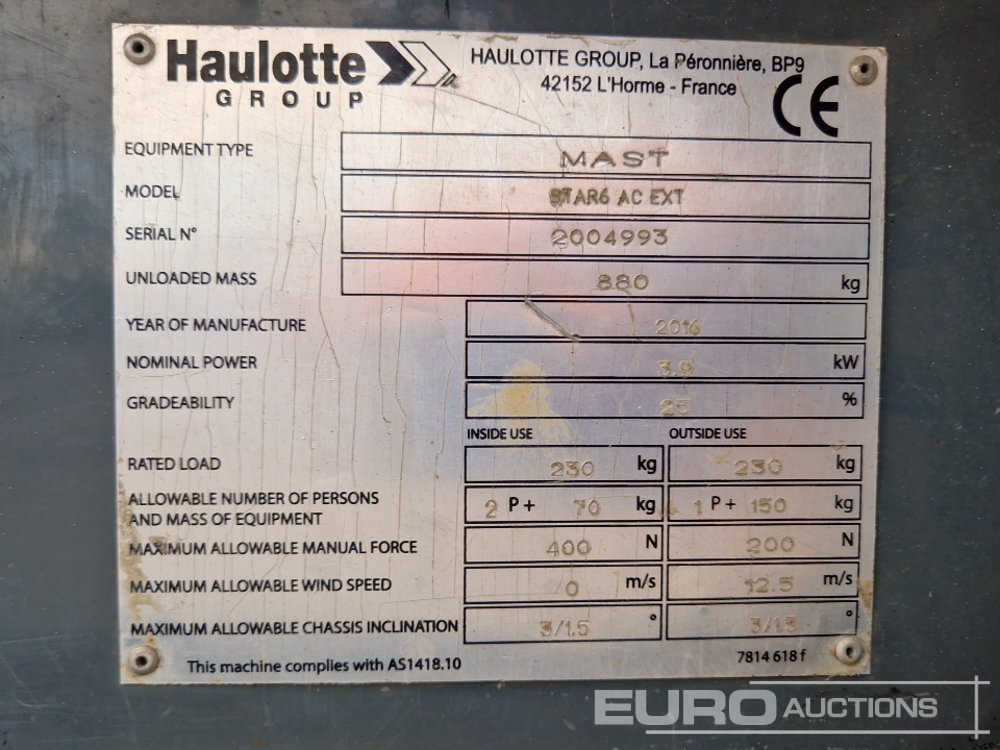 Haulotte
GROUP
HAULOTTE GROUP, La Péronnière, BP9
42152 L'Horme - France
CE
EQUIPMENT TYPE MAST
MODEL STAR6 AC EXT
SERIAL N° 2004993
UNLOADED MASS 880 kg
YEAR OF MANUFACTURE
NOMINAL POWER 3.9 kW
GRADEABILITY 25 %
INSIDE USE OUTSIDE USE
RATED LOAD 230 kg 230 kg
ALLOWABLE NUMBER OF PERSONS
AND MASS OF EQUIPMENT 2 P+ 70 kg 1 P+ 150 kg
MAXIMUM ALLOWABLE MANUAL FORCE 400 N 200 N
MAXIMUM ALLOWABLE WIND SPEED 0 m/s 12.5 m/s
MAXIMUM ALLOWABLE CHASSIS INCLINATION 3/1.5 ° 3/1.5 °
This machine complies with AS1418.10 7814 618 f
EURO AUCTIONS